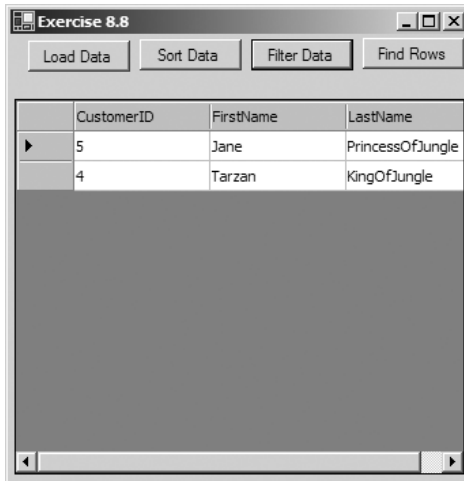 Exercise 8.8
Load Data Sort Data Filter Data Find Rows
CustomerID FirstName LastName
5 Jane PrincessOfJungle
4 Tarzan KingOfJungle